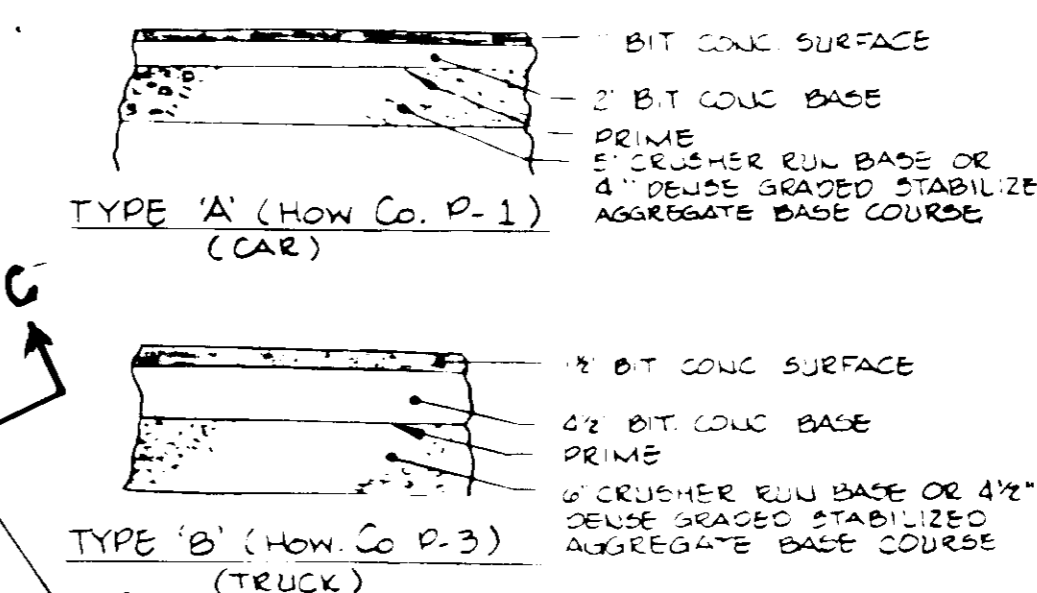 " BIT CONC. SURFACE
2" BIT CONC BASE
PRIME
5" CRUSHER RUN BASE OR
4" DENSE GRADED STABILIZE
AGGREGATE BASE COURSE
TYPE 'A' (HOW CO. P-1)
(CAR)
C
1½" BIT CONC SURFACE
4½" BIT. CONC BASE
PRIME
6" CRUSHER RUN BASE OR 4½"
DENSE GRADED STABILIZED
AGGREGATE BASE COURSE
TYPE 'B' (HOW. CO P-3)
(TRUCK)